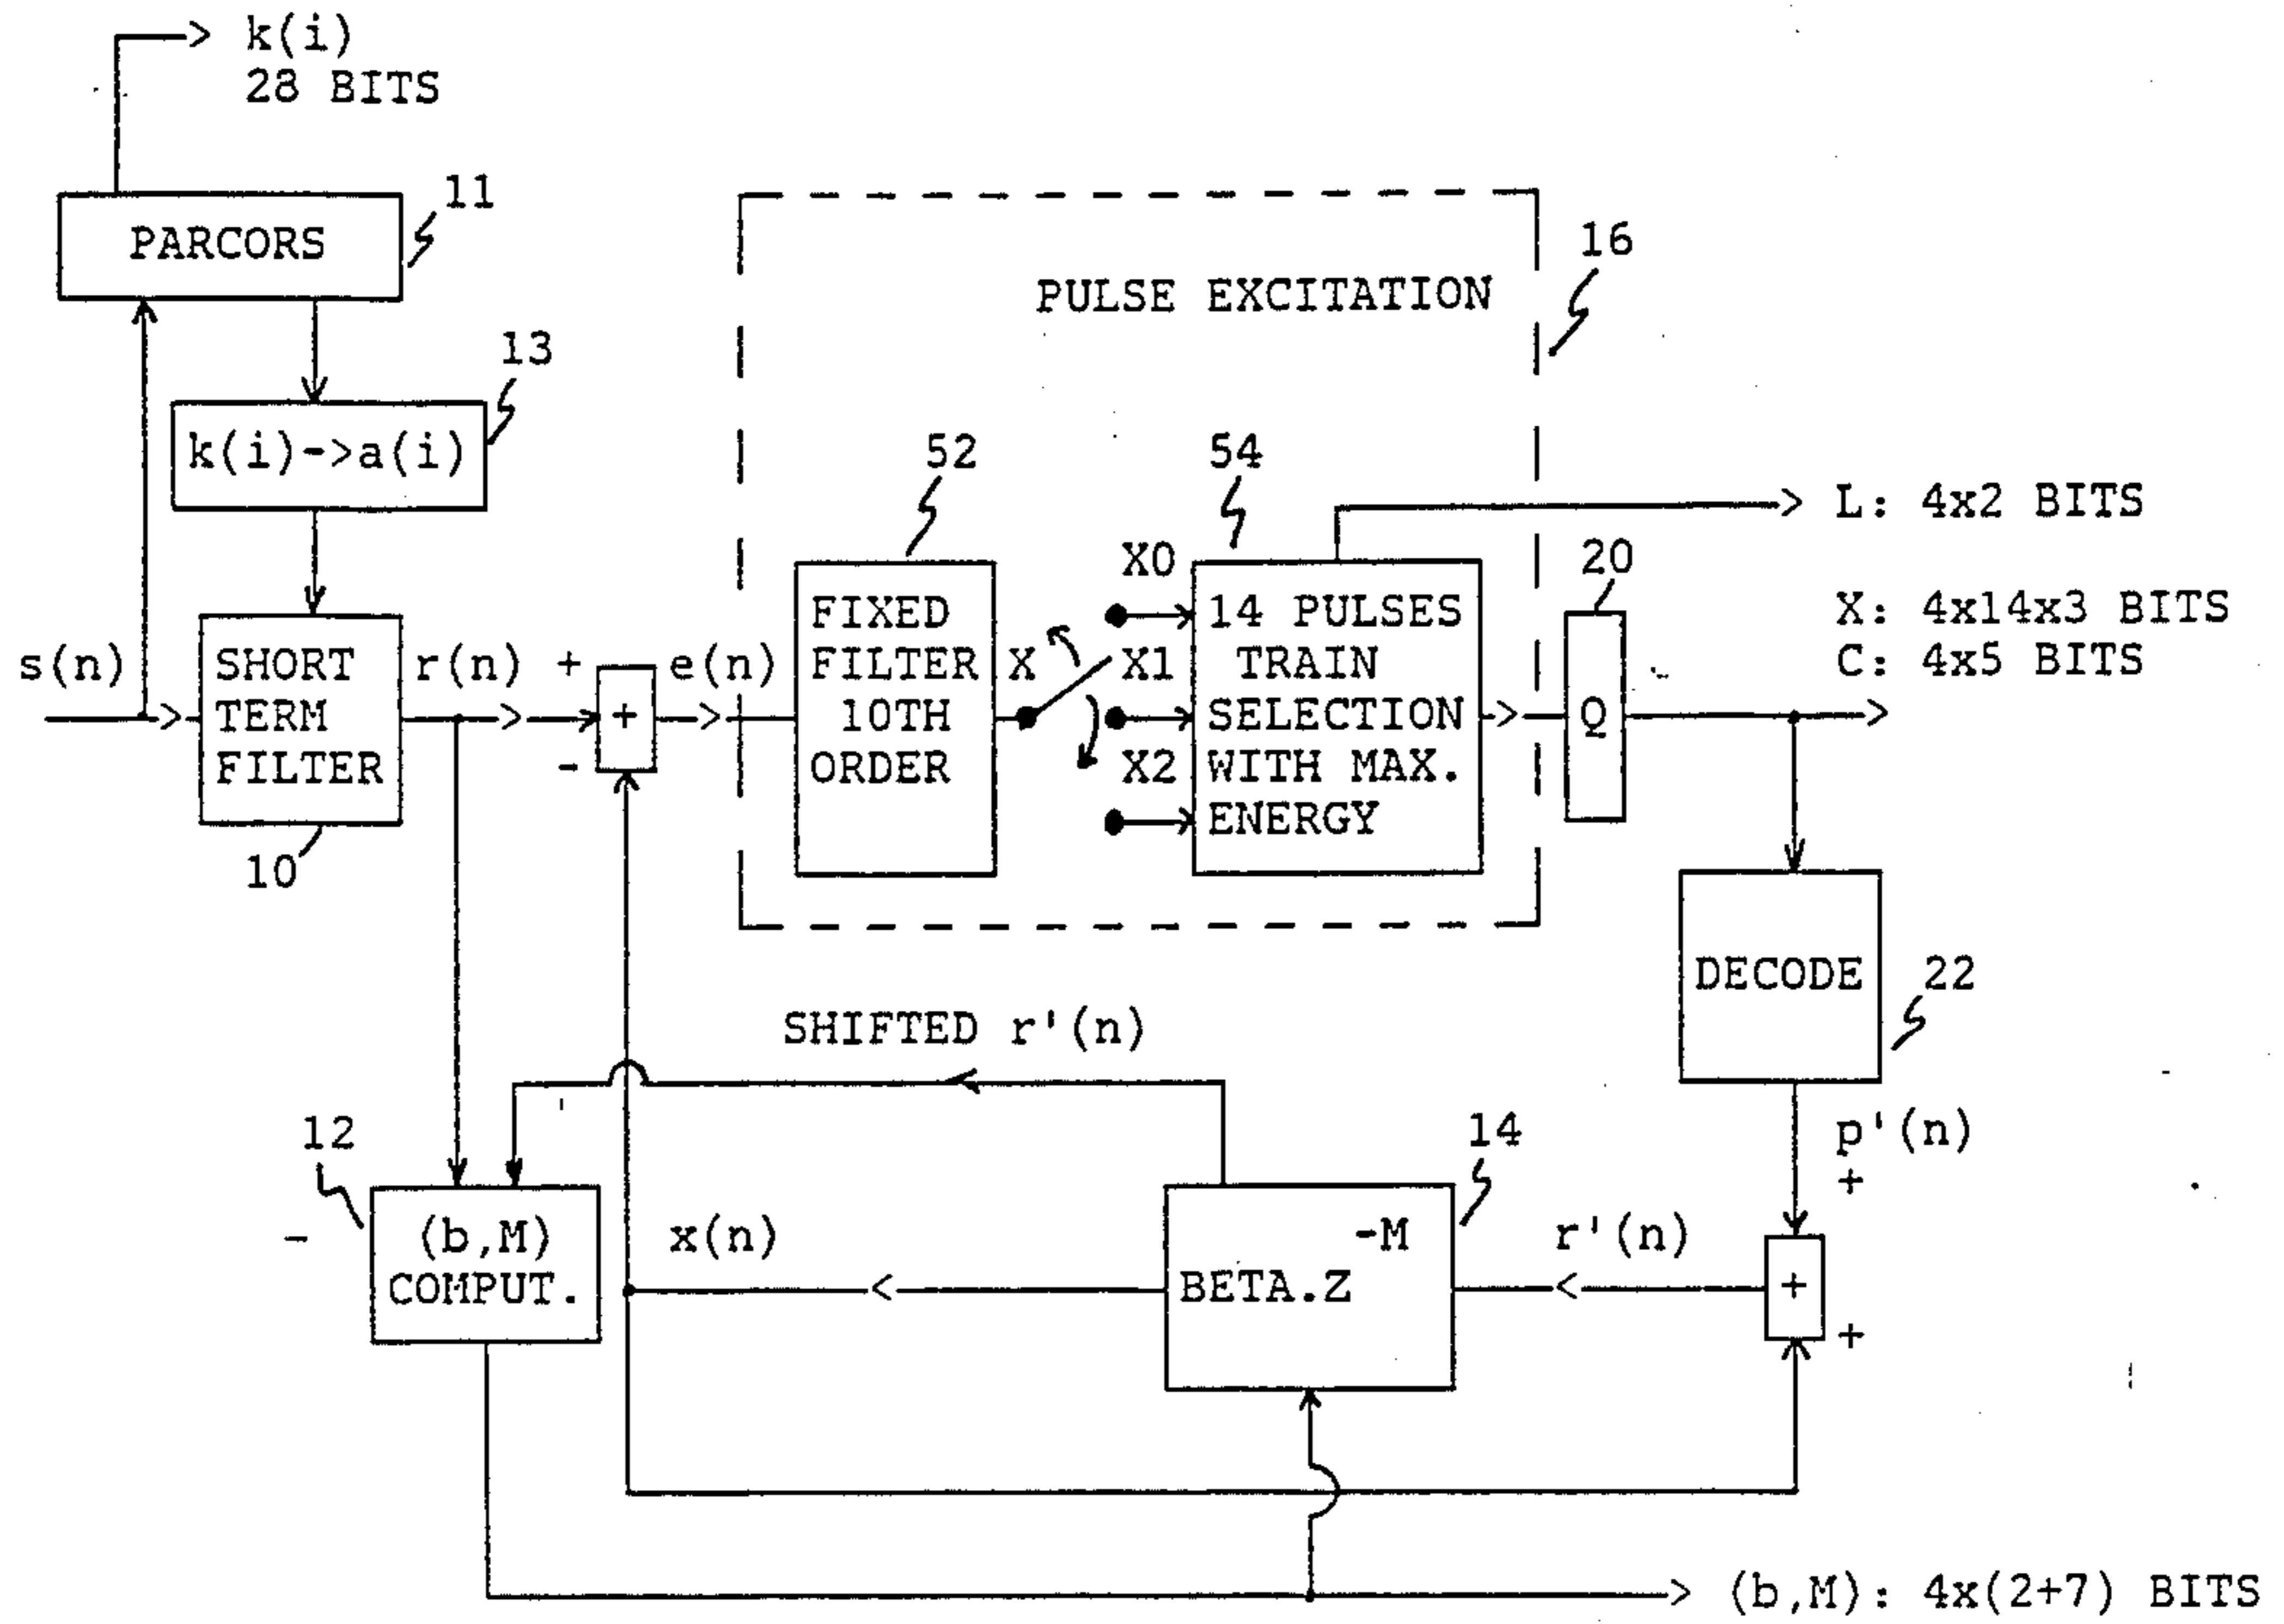 k(i)
28 BITS
11
PARCORS
16
PULSE EXCITATION
13
k(i)->a(i)
52
54
L: 4x2 BITS
X0
20
X: 4x14x3 BITS
C: 4x5 BITS
s(n)
SHORT
TERM
FILTER
r(n)
+
-
+
e(n)
FIXED
FILTER
10TH
ORDER
X
X1
X2
14 PULSES
TRAIN
SELECTION
WITH MAX.
ENERGY
Q
10
DECODE
22
SHIFTED r'(n)
12
14
p'(n)
+
-
(b,M)
COMPUT.
x(n)
-M
BETA.Z
r'(n)
+
+
(b,M): 4x(2+7) BITS